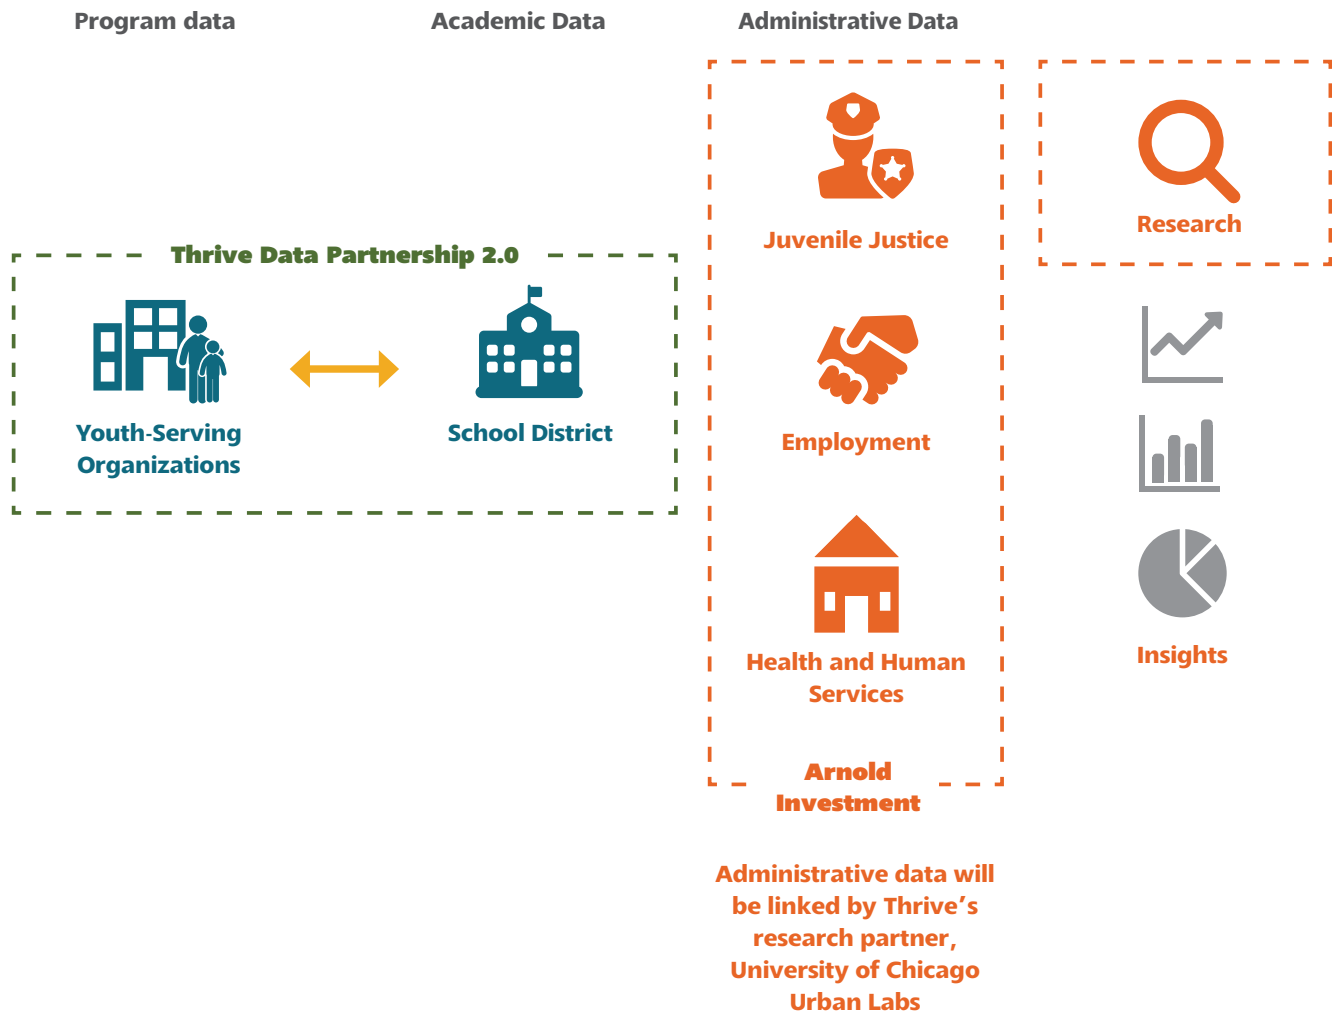 Program data
Academic Data
Administrative Data
Thrive Data Partnership 2.0
Youth-Serving
Organizations
School District
Juvenile Justice
Employment
Health and Human
Services
Arnold
Investment
Administrative data will
be linked by Thrive’s
research partner,
University of Chicago
Urban Labs
Research
Insights